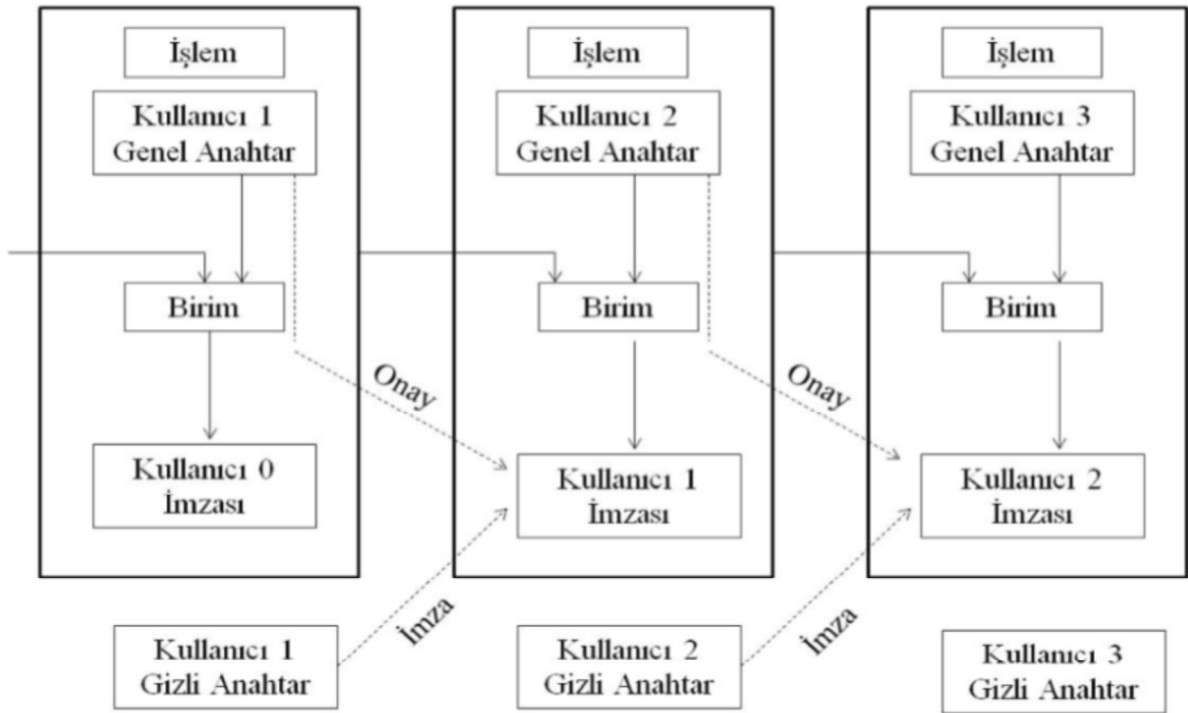 İşlem
Kullanıcı 1
Genel Anahtar
Birim
Kullanıcı 0
İmzası
Onay
İmza
Kullanıcı 1
Gizli Anahtar
İşlem
Kullanıcı 2
Genel Anahtar
Birim
Kullanıcı 1
İmzası
Onay
İmza
Kullanıcı 2
Gizli Anahtar
İşlem
Kullanıcı 3
Genel Anahtar
Birim
Kullanıcı 2
İmzası
Kullanıcı 3
Gizli Anahtar